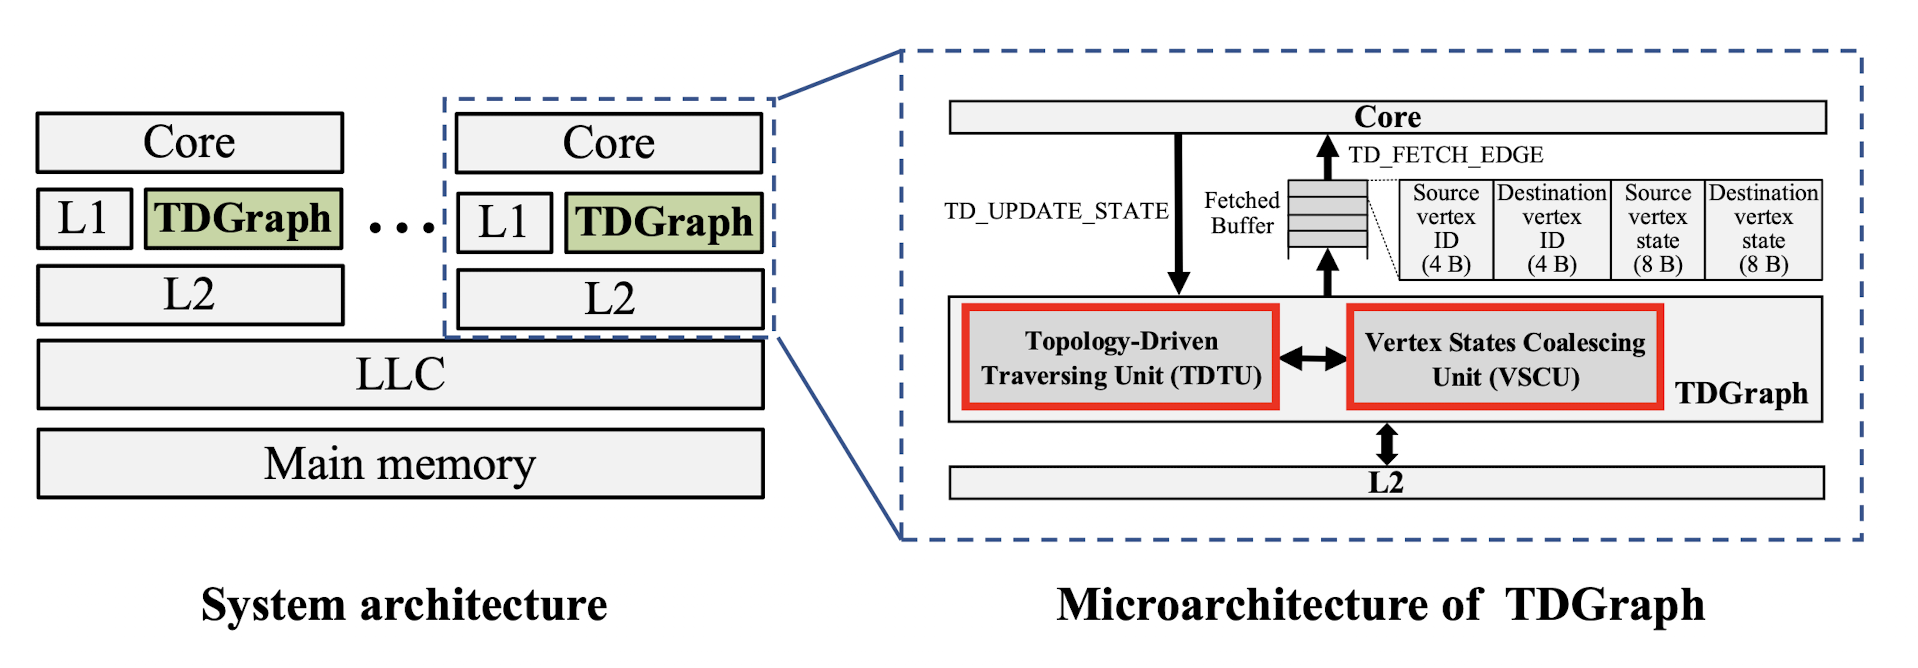 Core
L1
TDGraph
L2
...
Core
L1
TDGraph
L2
LLC
Main memory
System architecture
Core
TD_UPDATE_STATE
TD_FETCH_EDGE
Fetched
Buffer
Source
vertex
ID
(4 B)
Destination
vertex
ID
(4 B)
Source
vertex
state
(8 B)
Destination
vertex
state
(8 B)
Topology-Driven
Traversing Unit (TDTU)
Vertex States Coalescing
Unit (VSCU)
TDGraph
L2
Microarchitecture of TDGraph